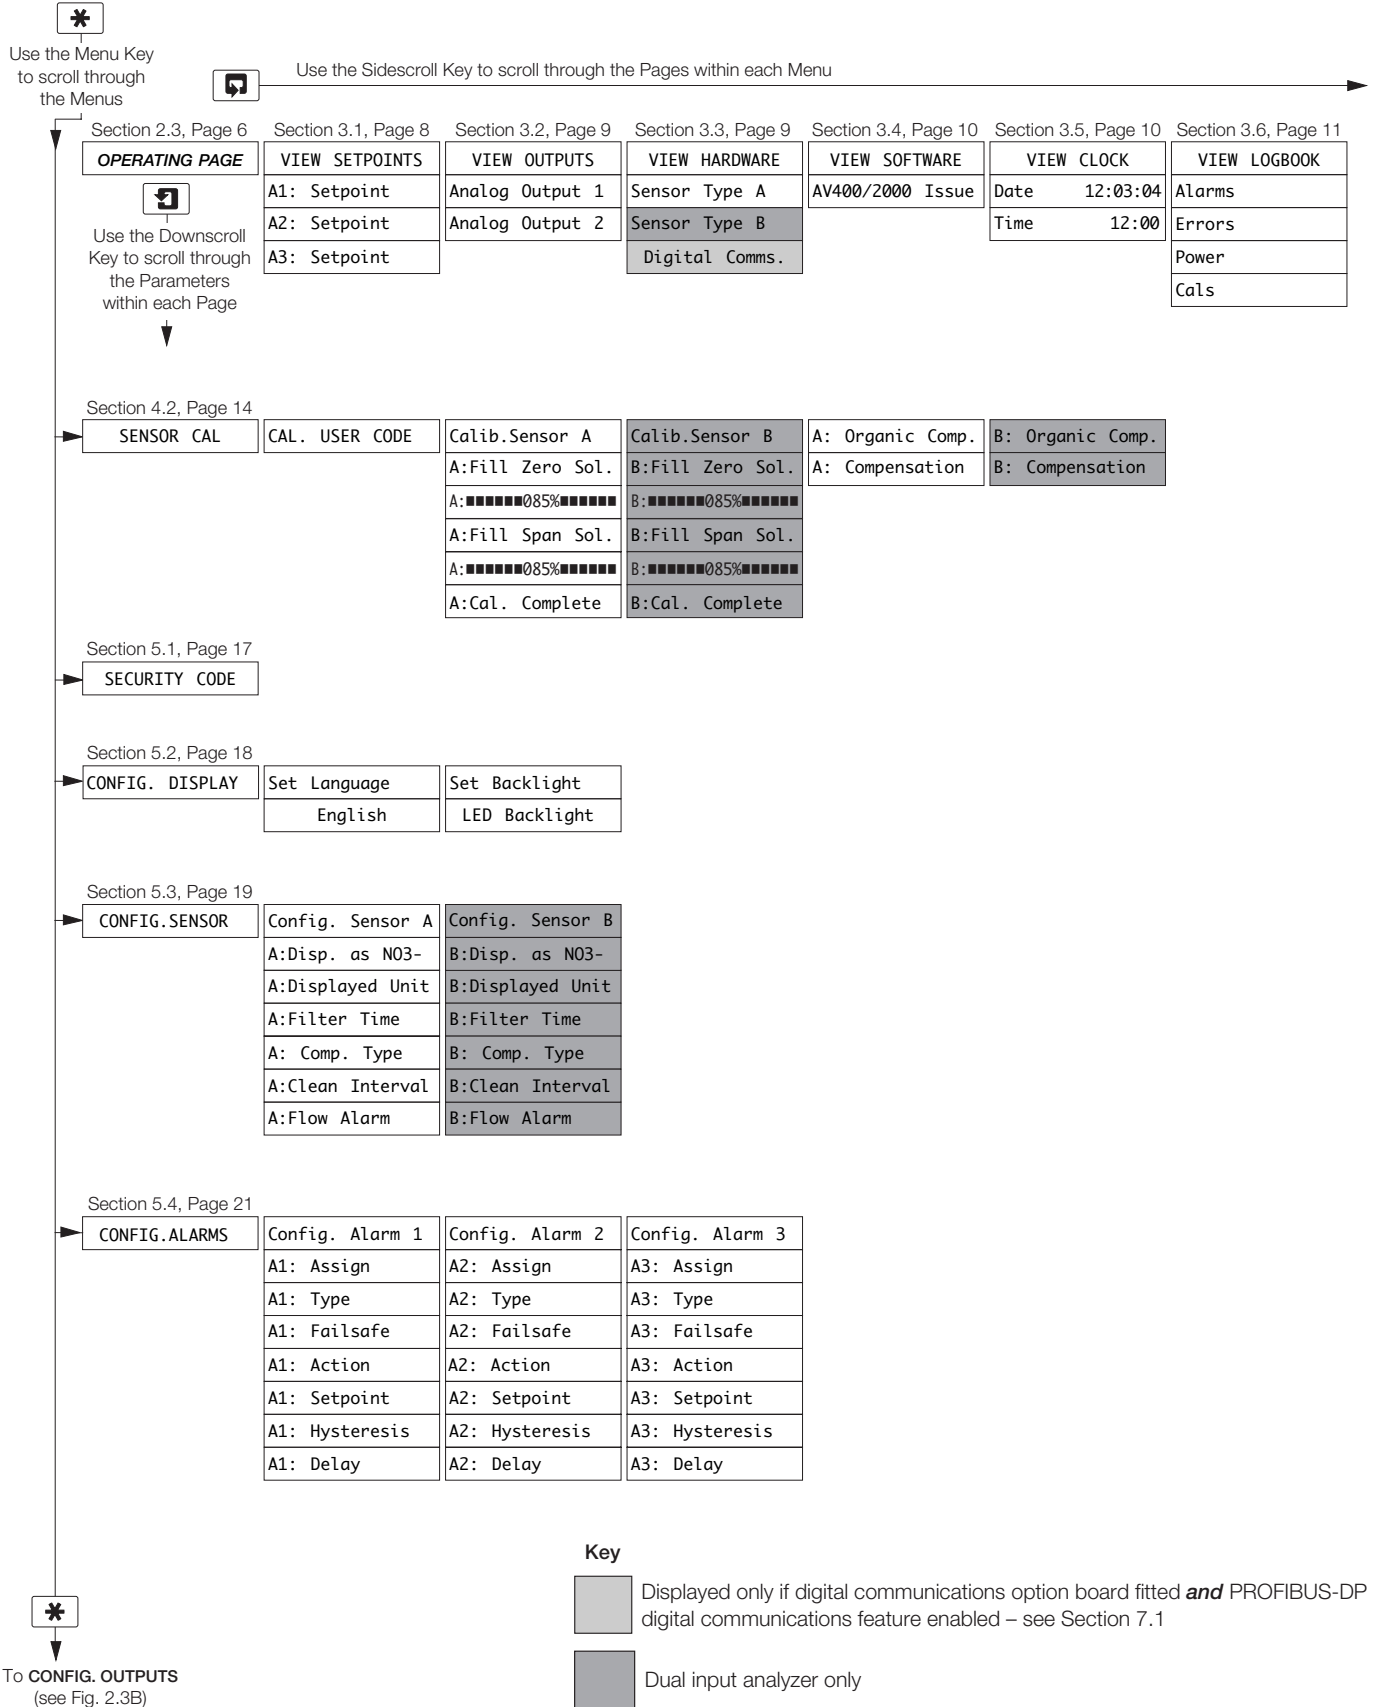 Use the Menu Key
to scroll through
the Menus
Use the Sidescroll Key to scroll through the Pages within each Menu
Section 2.3, Page 6
Section 3.1, Page 8
Section 3.2, Page 9
Section 3.3, Page 9
Section 3.4, Page 10
Section 3.5, Page 10
Section 3.6, Page 11
OPERATING PAGE
Use the Downscroll
Key to scroll through
the Parameters
within each Page
VIEW SETPOINTS
A1: Setpoint
A2: Setpoint
A3: Setpoint
VIEW OUTPUTS
Analog Output 1
Analog Output 2
VIEW HARDWARE
Sensor Type A
Sensor Type B
Digital Comms.
VIEW SOFTWARE
AV400/2000 Issue
VIEW CLOCK
Date 12:03:04
Time 12:00
VIEW LOGBOOK
Alarms
Errors
Power
Cals
Section 4.2, Page 14
SENSOR CAL
CAL. USER CODE
Calib.Sensor A
A:Fill Zero Sol.
A:■■■■■■085%■■■■■■
A:Fill Span Sol.
A:■■■■■■085%■■■■■■
A:Cal. Complete
Calib.Sensor B
B:Fill Zero Sol.
B:■■■■■■085%■■■■■■
B:Fill Span Sol.
B:■■■■■■085%■■■■■■
B:Cal. Complete
A: Organic Comp.
A: Compensation
B: Organic Comp.
B: Compensation
Section 5.1, Page 17
SECURITY CODE
Section 5.2, Page 18
CONFIG. DISPLAY
Set Language
English
Set Backlight
LED Backlight
Section 5.3, Page 19
CONFIG.SENSOR
Config. Sensor A
A:Disp. as NO3-
A:Displayed Unit
A:Filter Time
A: Comp. Type
A:Clean Interval
A:Flow Alarm
Config. Sensor B
B:Disp. as NO3-
B:Displayed Unit
B:Filter Time
B: Comp. Type
B:Clean Interval
B:Flow Alarm
Section 5.4, Page 21
CONFIG.ALARMS
Config. Alarm 1
A1: Assign
A1: Type
A1: Failsafe
A1: Action
A1: Setpoint
A1: Hysteresis
A1: Delay
Config. Alarm 2
A2: Assign
A2: Type
A2: Failsafe
A2: Action
A2: Setpoint
A2: Hysteresis
A2: Delay
Config. Alarm 3
A3: Assign
A3: Type
A3: Failsafe
A3: Action
A3: Setpoint
A3: Hysteresis
A3: Delay
To CONFIG. OUTPUTS
(see Fig. 2.3B)
Key
Displayed only if digital communications option board fitted and PROFIBUS-DP
digital communications feature enabled – see Section 7.1
Dual input analyzer only